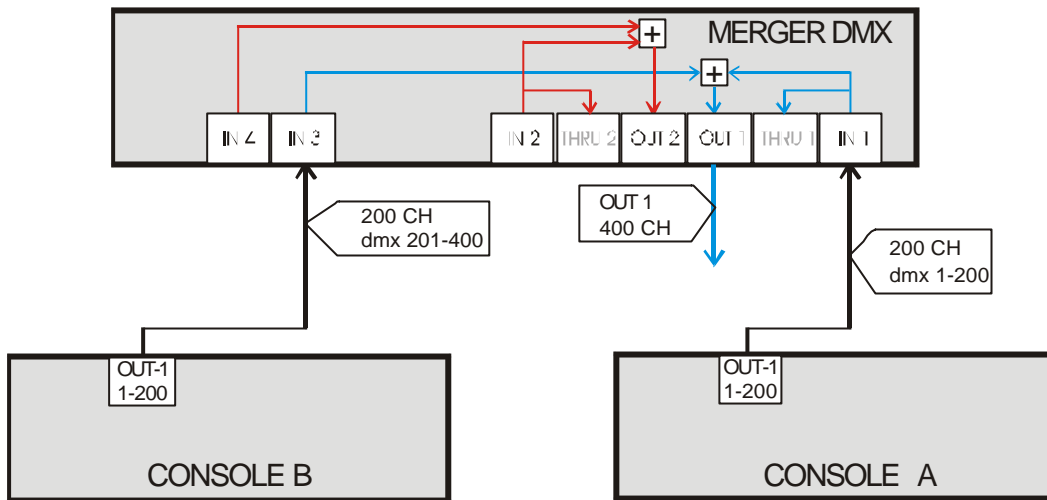 MERGER DMX
+
+
IN 4
IN 3
IN 2
THRU 2
OUT 2
OUT 1
THRU 1
IN 1
200 CH
dmx 201-400
OUT 1
400 CH
200 CH
dmx 1-200
OUT-1
1-200
OUT-1
1-200
CONSOLE B
CONSOLE A